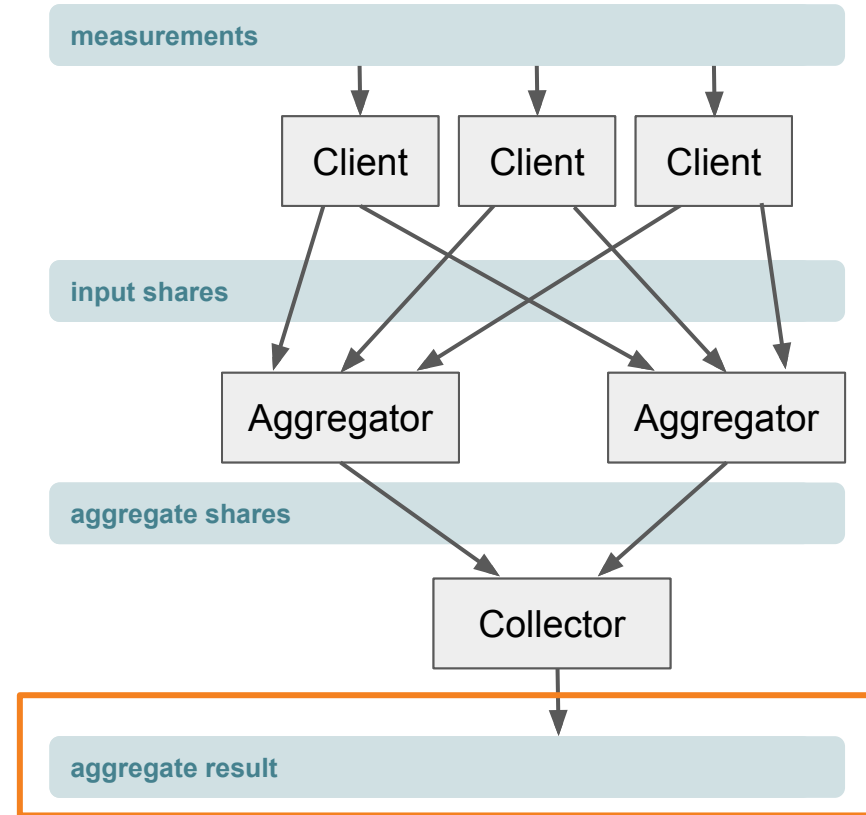 measurements
Client Client Client
input shares
Aggregator Aggregator
aggregate shares
Collector
aggregate result